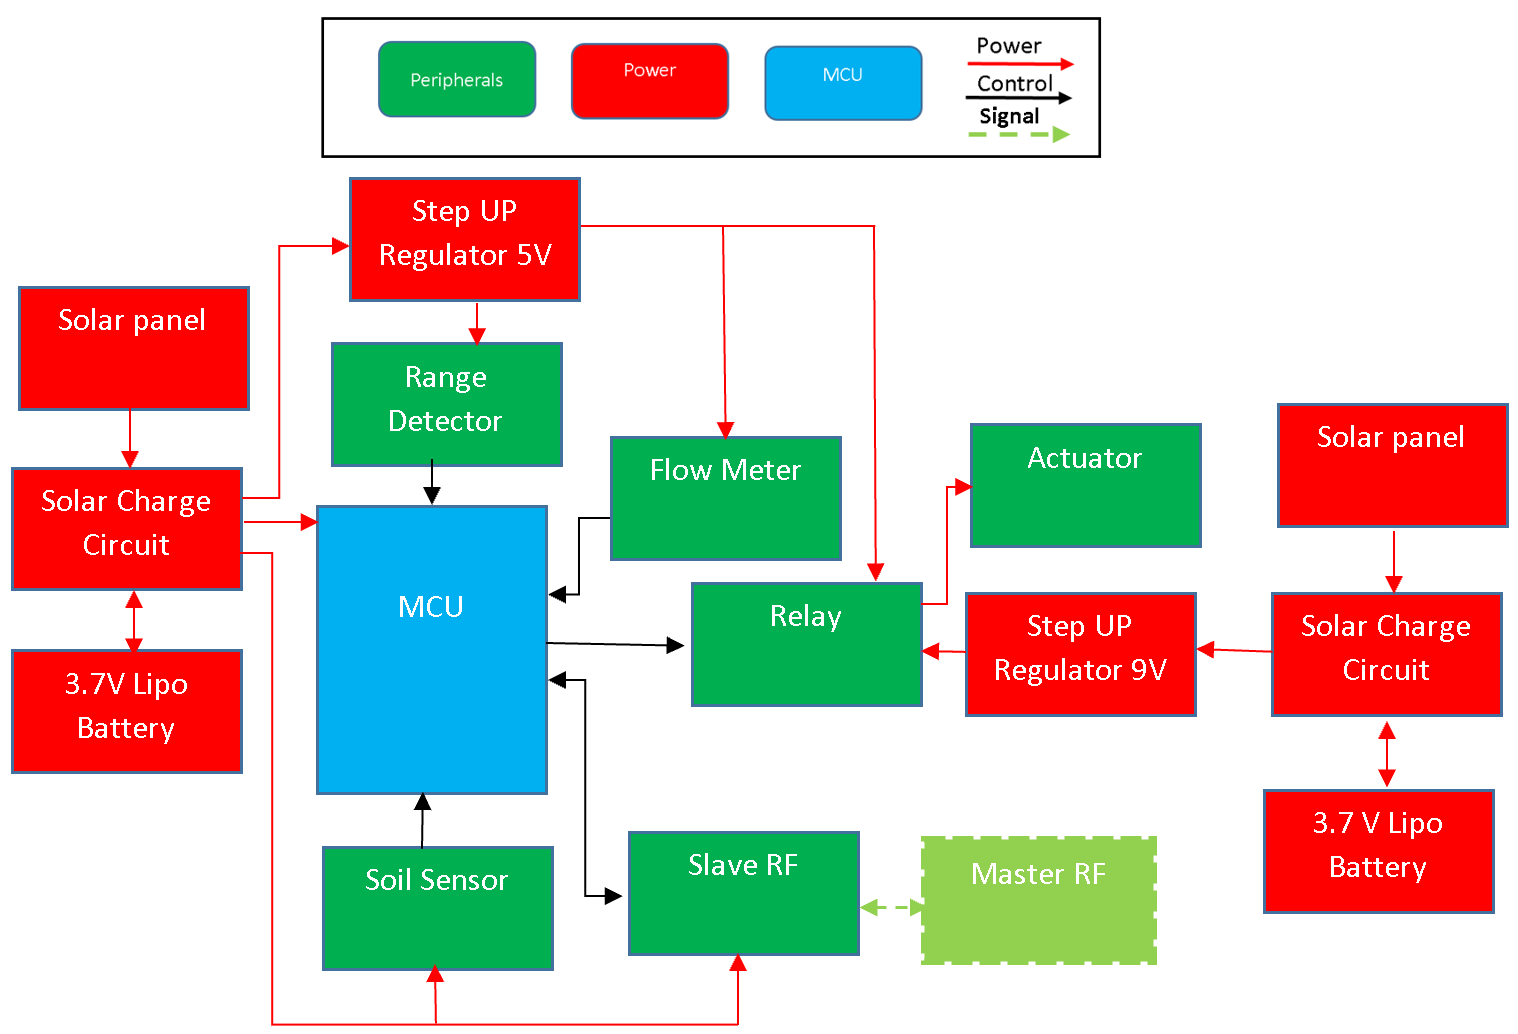 Peripherals
Power
MCU
Power
Control
Signal
Step UP
Regulator 5V
Solar panel
Range
Detector
Solar Charge
Circuit
Flow Meter
Actuator
Solar panel
MCU
Relay
Step UP
Regulator 9V
Solar Charge
Circuit
3.7V Lipo
Battery
Soil Sensor
Slave RF
Master RF
3.7 V Lipo
Battery